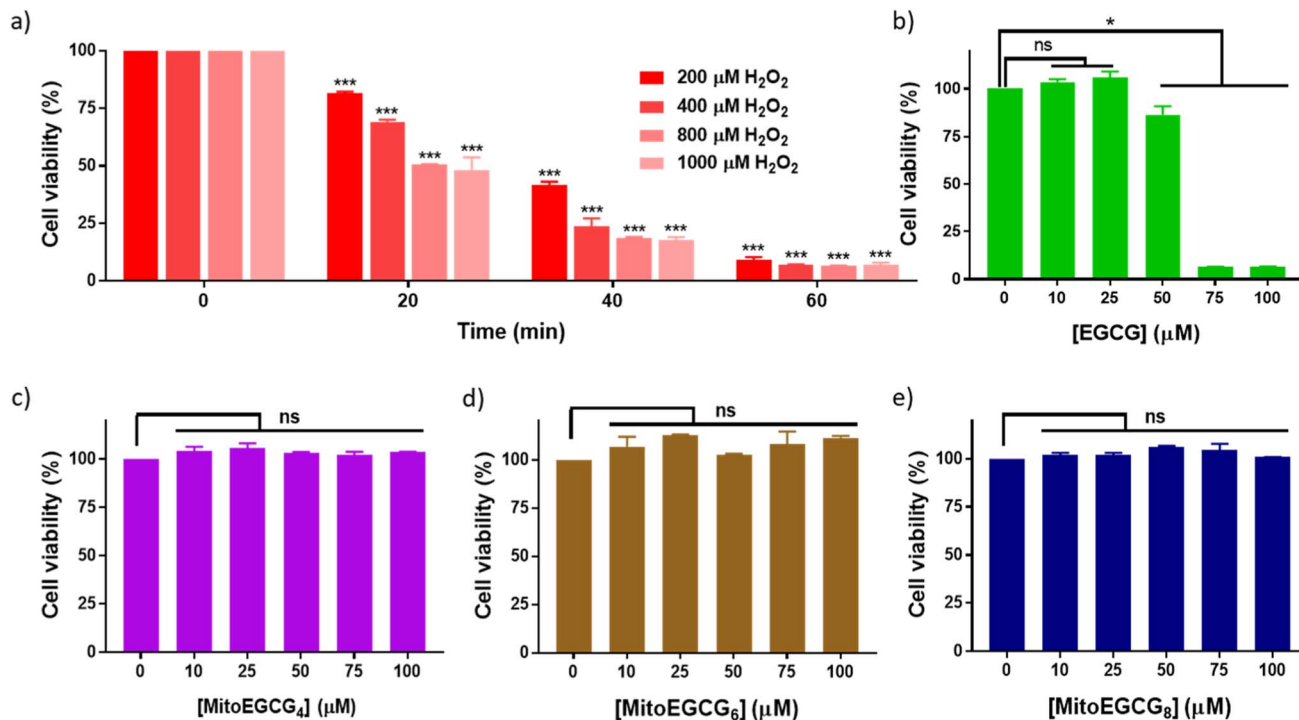 a)
Cell viability (%)
100
75
50
25
0
*** *** *** ***
*** *** *** ***
*** *** *** ***
200 μM H₂O₂
400 μM H₂O₂
800 μM H₂O₂
1000 μM H₂O₂
0 20 40 60
Time (min)
b)
*
ns
Cell viability (%)
100
75
50
25
0
0 10 25 50 75 100
[EGCG] (μM)
c)
ns
Cell viability (%)
100
75
50
25
0
0 10 25 50 75 100
[MitoEGCG₄] (μM)
d)
ns
Cell viability (%)
100
75
50
25
0
0 10 25 50 75 100
[MitoEGCG₆] (μM)
e)
ns
Cell viability (%)
100
75
50
25
0
0 10 25 50 75 100
[MitoEGCG₈] (μM)